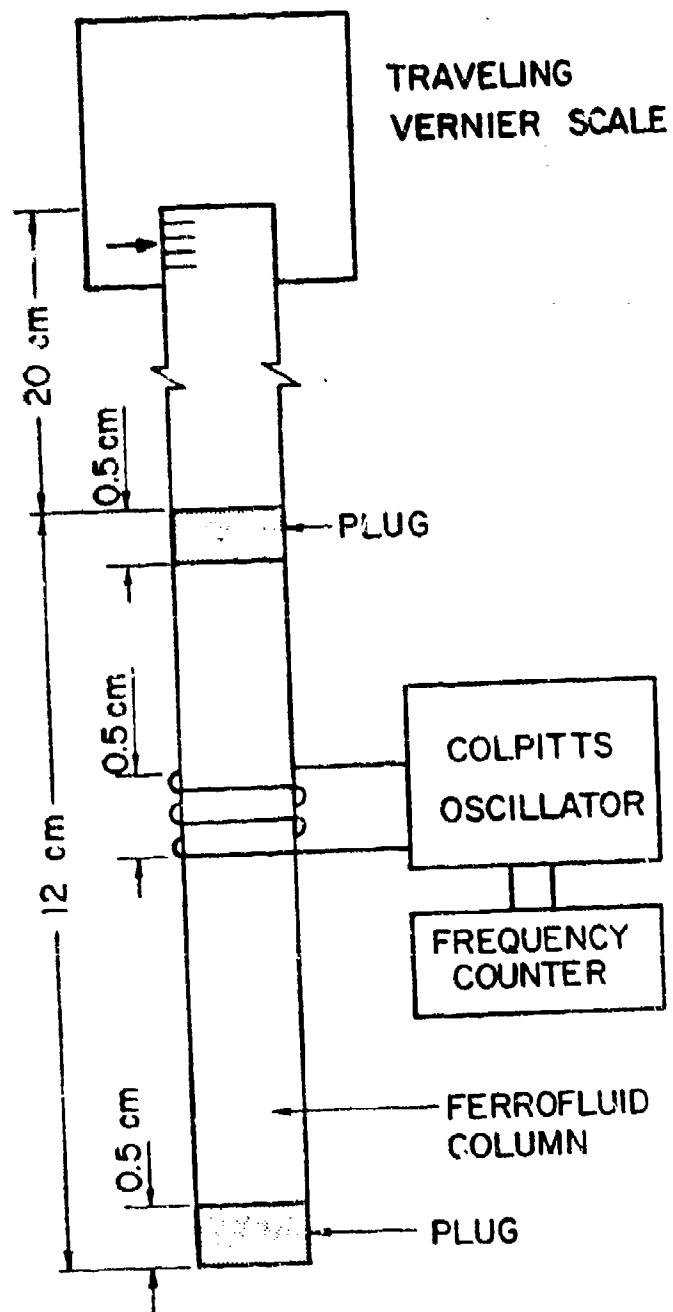 TRAVELING
VERNIER SCALE
20 cm
0.5 cm
PLUG
0.5 cm
COLPITTS
OSCILLATOR
12 cm
FREQUENCY
COUNTER
FERROFLUID
COLUMN
0.5 cm
PLUG